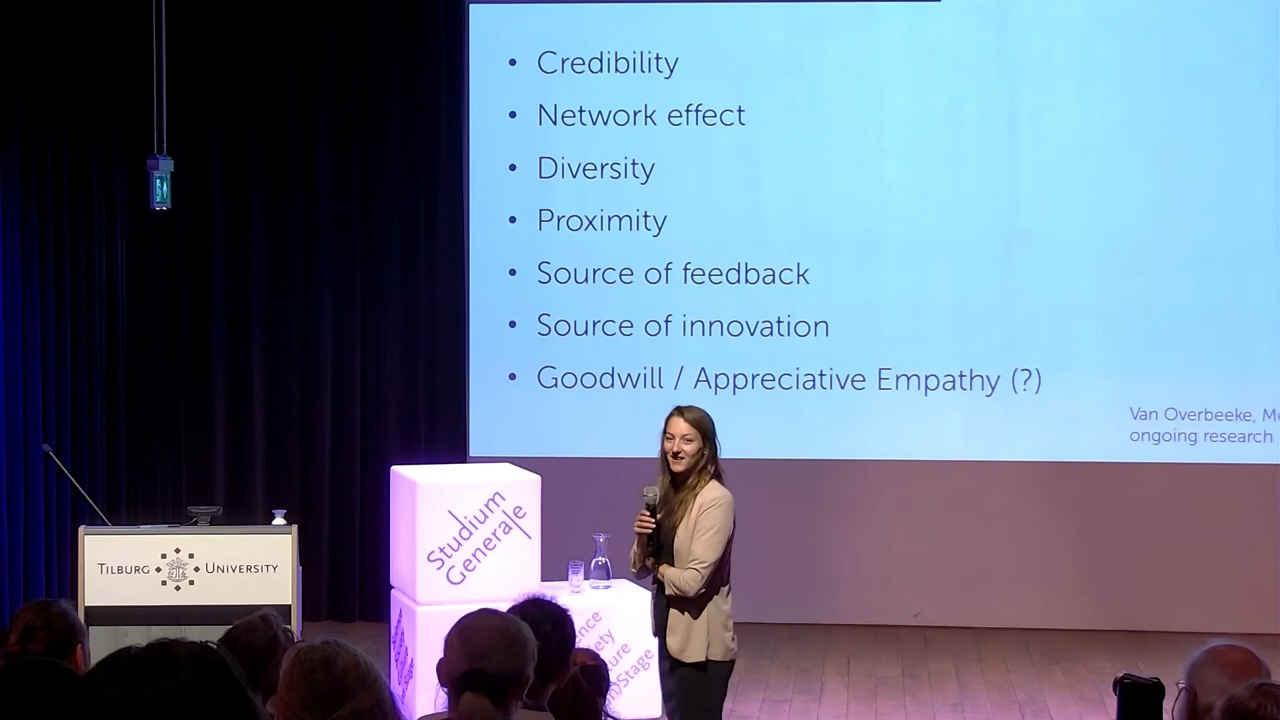 • Credibility
• Network effect
• Diversity
• Proximity
• Source of feedback
• Source of innovation
• Goodwill / Appreciative Empathy (?)
Van Overbeeke,
ongoing research
Studium
Generale
TILBURG UNIVERSITY
Stage